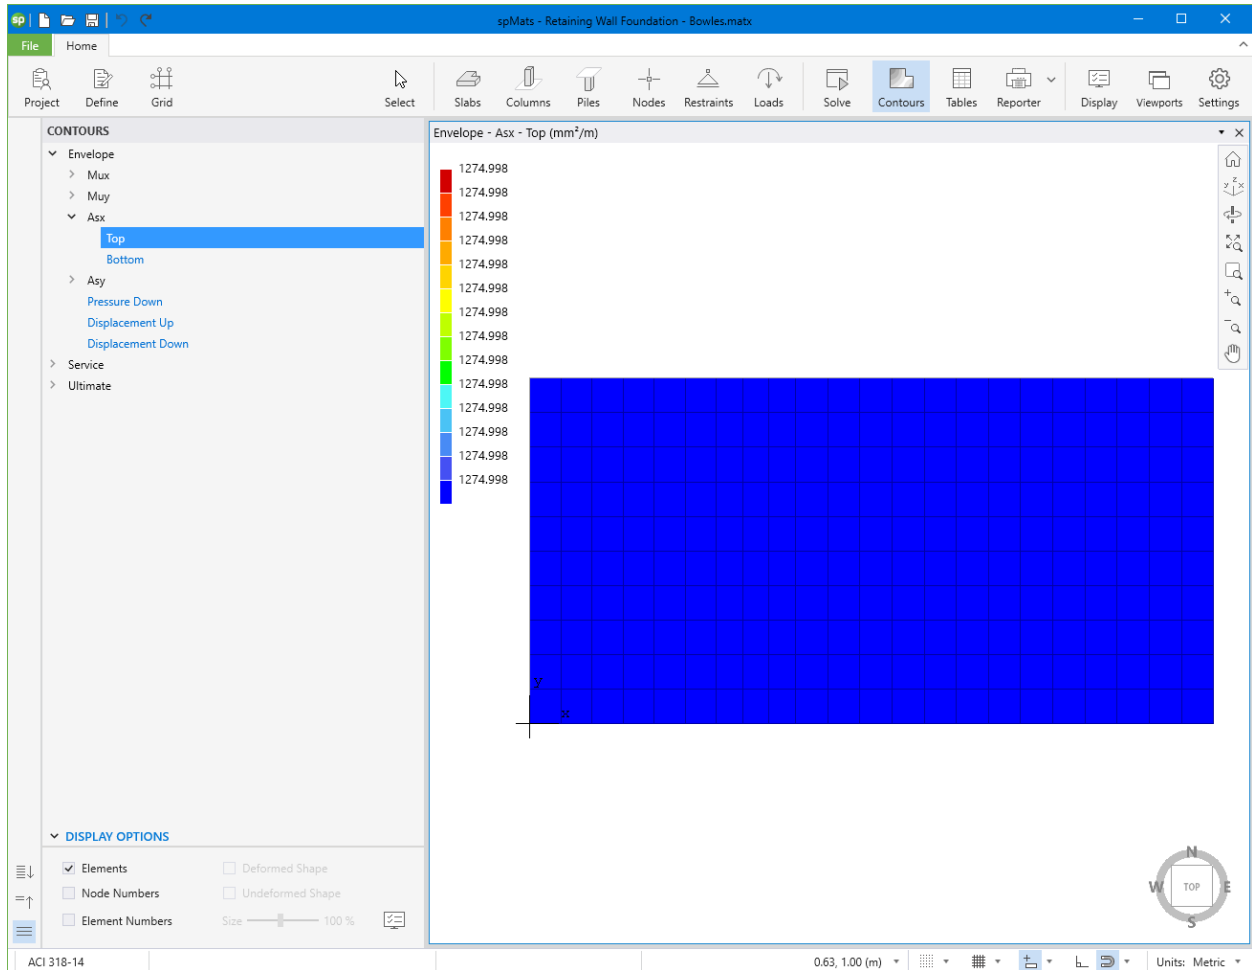 sp
spMats - Retaining Wall Foundation - Bowles.matx
File Home
Project Define Grid Select Slabs Columns Piles Nodes Restraints Loads Solve Contours Tables Reporter Display Viewports Settings
CONTOURS
Envelope
Mux
Muy
Asx
Top
Bottom
Asy
Pressure Down
Displacement Up
Displacement Down
Service
Ultimate
Envelope - Asx - Top (mm²/m)
1274.998
1274.998
1274.998
1274.998
1274.998
1274.998
1274.998
1274.998
1274.998
1274.998
1274.998
1274.998
1274.998
1274.998
y z x
y
x
DISPLAY OPTIONS
Elements Deformed Shape
Node Numbers Undeformed Shape
Element Numbers Size 100 %
N
W TOP E
S
ACI 318-14 0.63, 1.00 (m) Units: Metric